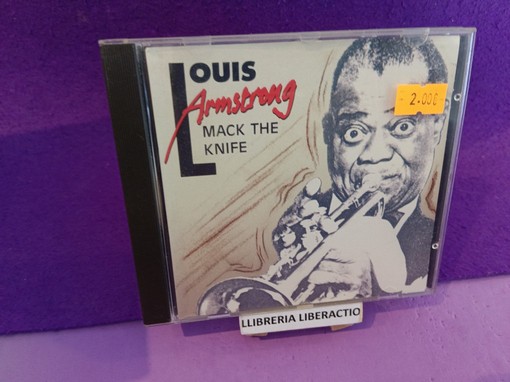 LOUIS
Armstrong
MACK THE
KNIFE
2.00€
LLIBRERIA LIBERACTIO